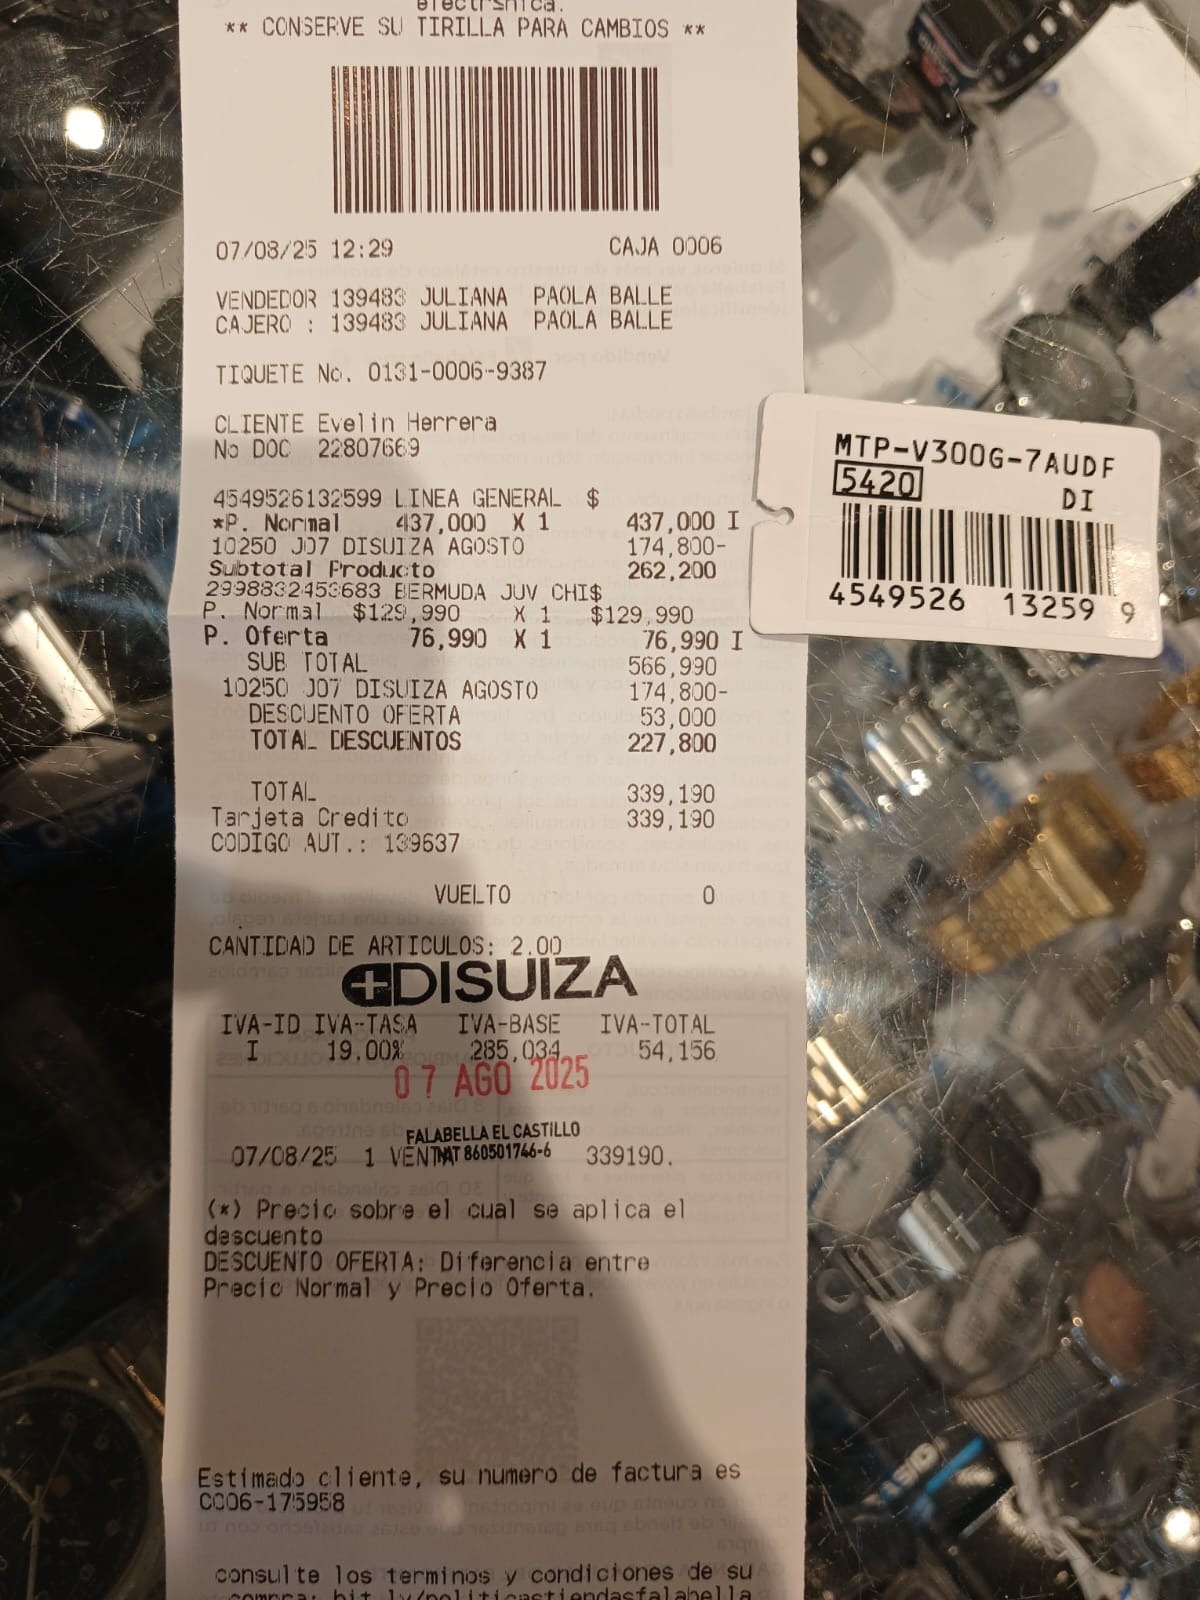 electrsnica.
** CONSERVE SU TIRILLA PARA CAMBIOS **
07/08/25 12:29 CAJA 0006
VENDEDOR 139483 JULIANA PAOLA BALLE
CAJERO : 139483 JULIANA PAOLA BALLE
TIQUETE No. 0131-0006-9387
CLIENTE Evelin Herrera
No DOC 22807669
4549526132599 LINEA GENERAL $
*P. Normal 437,000 X 1 437,000 I
10250 J07 DISUIZA AGOSTO 174,800-
Subtotal Producto 262,200
2998832453683 BERMUDA JUV CHI$
P. Normal $129,990 X 1 $129,990
P. Oferta 76,990 X 1 76,990 I
SUB TOTAL 566,990
10250 J07 DISUIZA AGOSTO 174,800-
DESCUENTO OFERTA 53,000
TOTAL DESCUENTOS 227,800
TOTAL 339,190
Tarjeta Credito 339,190
CODIGO AUT.: 139637
VUELTO 0
CANTIDAD DE ARTICULOS: 2.00
DISUIZA
IVA-ID IVA-TASA IVA-BASE IVA-TOTAL
I 19.00% 285,034 54,156
07 AGO 2025
FALABELLA EL CASTILLO
07/08/25 1 VENT NIT 860501746-6 339190.
(*) Precio sobre el cual se aplica el
descuento
DESCUENTO OFERTA: Diferencia entre
Precio Normal y Precio Oferta.
Estimado cliente, su numero de factura es
CC06-175958
consulte los terminos y condiciones de su
compra: bit.ly/politicastiendasfalabella
MTP-V300G-7AUDF
5420 DI
4549526 13259 9
CASIO